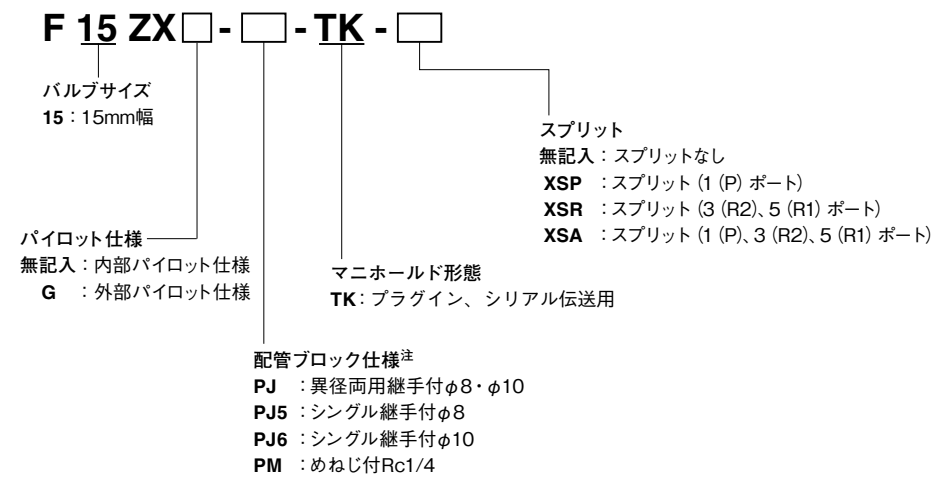 F 15 ZX□-□-TK-□
バルブサイズ
15：15mm幅
スプリット
無記入：スプリットなし
XSP ：スプリット（1（P）ポート）
XSR ：スプリット（3（R2）、5（R1）ポート）
XSA ：スプリット（1（P）、3（R2）、5（R1）ポート）
パイロット仕様
無記入：内部パイロット仕様
G ：外部パイロット仕様
マニホールド形態
TK：プラグイン、シリアル伝送用
配管ブロック仕様注
PJ ：異径両用継手付φ8・φ10
PJ5 ：シングル継手付φ8
PJ6 ：シングル継手付φ10
PM ：めねじ付Rc1/4